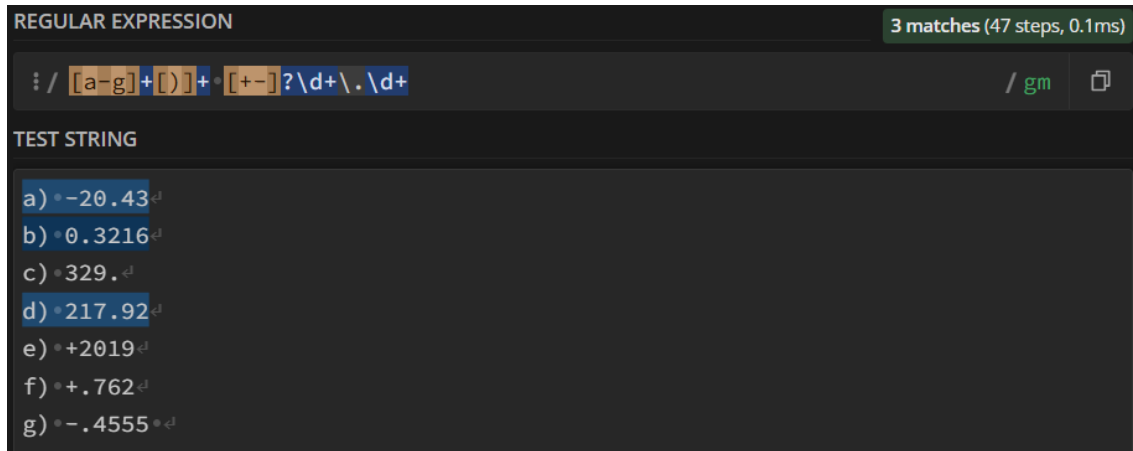 REGULAR EXPRESSION
3 matches (47 steps, 0.1ms)
/ [a-g]+[)]+ [+-]?\d+\.\d+ / gm
TEST STRING
a) -20.43
b) 0.3216
c) 329.
d) 217.92
e) +2019
f) +.762
g) -.4555